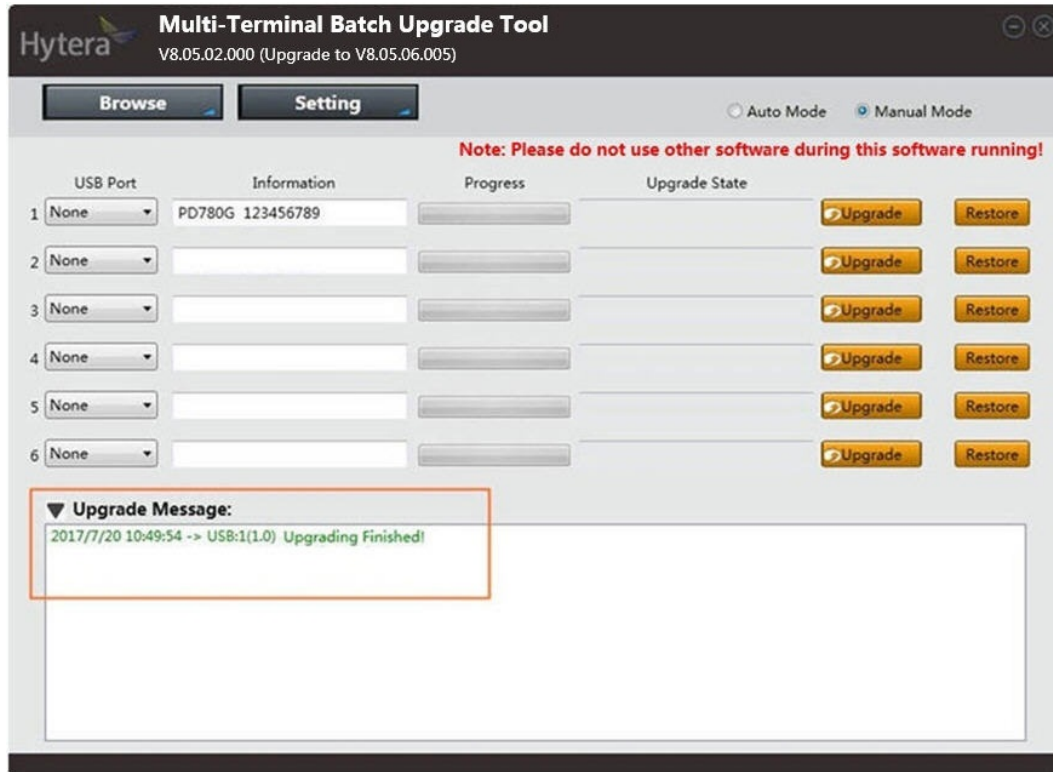 Hytera
Multi-Terminal Batch Upgrade Tool
V8.05.02.000 (Upgrade to V8.05.06.005)
Browse Setting Auto Mode Manual Mode
Note: Please do not use other software during this software running!
USB Port Information Progress Upgrade State
1 None PD780G 123456789 Upgrade Restore
2 None Upgrade Restore
3 None Upgrade Restore
4 None Upgrade Restore
5 None Upgrade Restore
6 None Upgrade Restore
Upgrade Message:
2017/7/20 10:49:54 -> USB:1(1.0) Upgrading Finished!